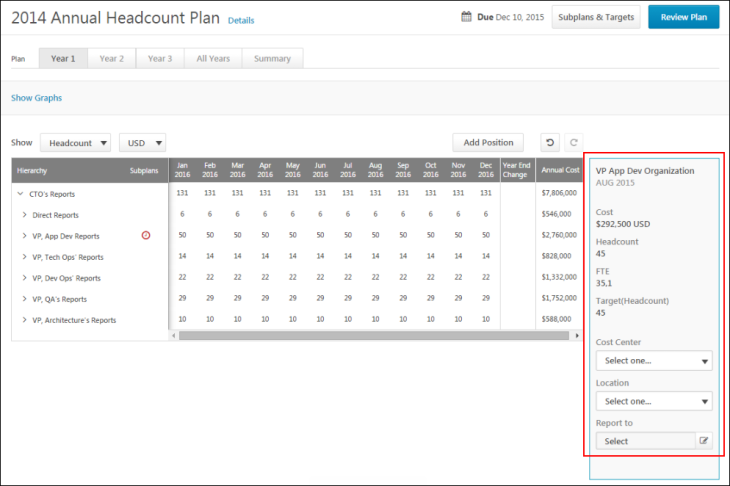 2014 Annual Headcount Plan Details Due Dec 10, 2015 Subplans & Targets Review Plan
Plan Year 1 Year 2 Year 3 All Years Summary
Show Graphs
Show Headcount USD Add Position
Hierarchy Subplans Jan 2016 Feb 2016 Mar 2016 Apr 2016 May 2016 Jun 2016 Jul 2016 Aug 2016 Sep 2016 Oct 2016 Nov 2016 Dec 2016 Year End Change Annual Cost
CTO's Reports 131 131 131 131 131 131 131 131 131 131 131 131 $7,806,000
Direct Reports 6 6 6 6 6 6 6 6 6 6 6 6 $546,000
VP, App Dev Reports 50 50 50 50 50 50 50 50 50 50 50 50 $2,760,000
VP, Tech Ops' Reports 14 14 14 14 14 14 14 14 14 14 14 14 $828,000
VP, Dev Ops' Reports 22 22 22 22 22 22 22 22 22 22 22 22 $1,332,000
VP, QA's Reports 29 29 29 29 29 29 29 29 29 29 29 29 $1,752,000
VP, Architecture's Reports 10 10 10 10 10 10 10 10 10 10 10 10 $588,000
VP App Dev Organization
AUG 2015
Cost
$292,500 USD
Headcount
45
FTE
35,1
Target(Headcount)
45
Cost Center
Select one...
Location
Select one...
Report to
Select